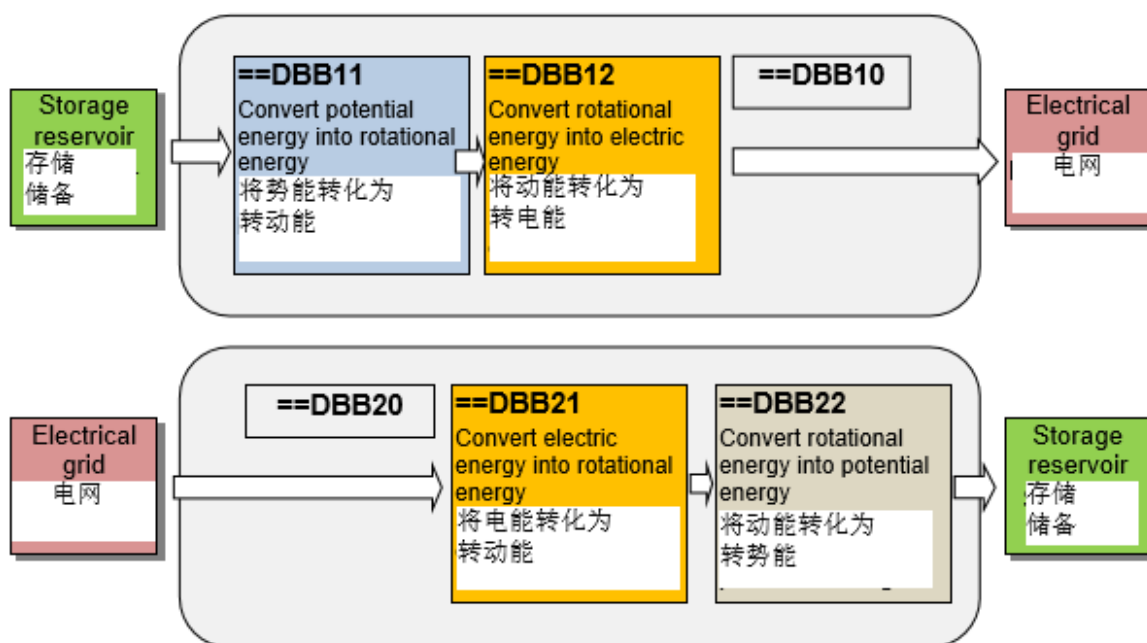 Storage
reservoir
存储
储备
==DBB11
Convert potential
energy into rotational
energy
将势能转化为
转动能
==DBB12
Convert rotational
energy into electric
energy
将动能转化为
转电能
==DBB10
Electrical
grid
电网
Electrical
grid
电网
==DBB20
==DBB21
Convert electric
energy into rotational
energy
将电能转化为
转动能
==DBB22
Convert rotational
energy into potential
energy
将动能转化为
转势能
Storage
reservoir
存储
储备